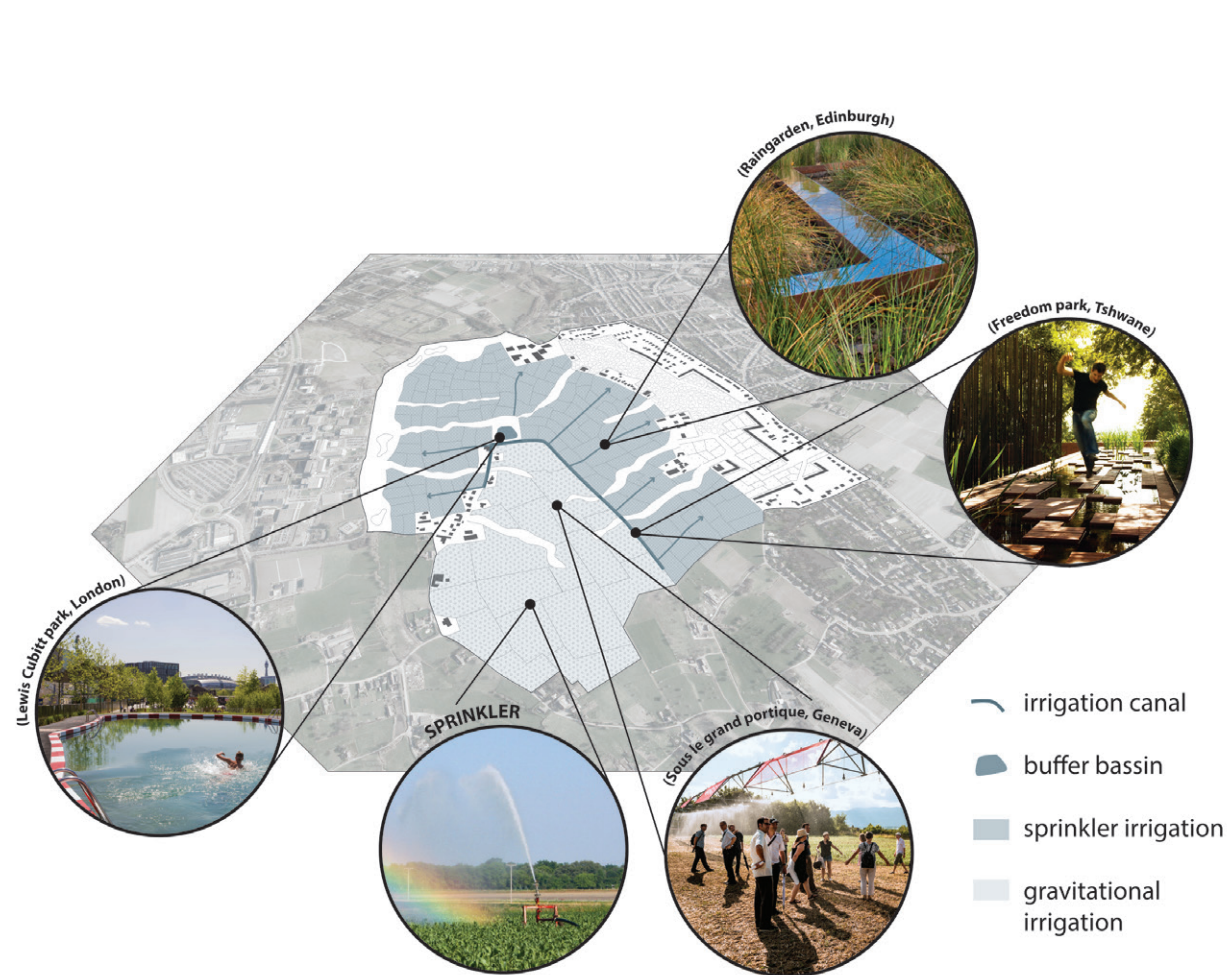 (Raingarden, Edinburgh)
(Freedom park, Tshwane)
(Lewis Cubitt park, London)
SPRINKLER
(Sous le grand portique, Geneva)
irrigation canal
buffer bassin
sprinkler irrigation
gravitational
irrigation